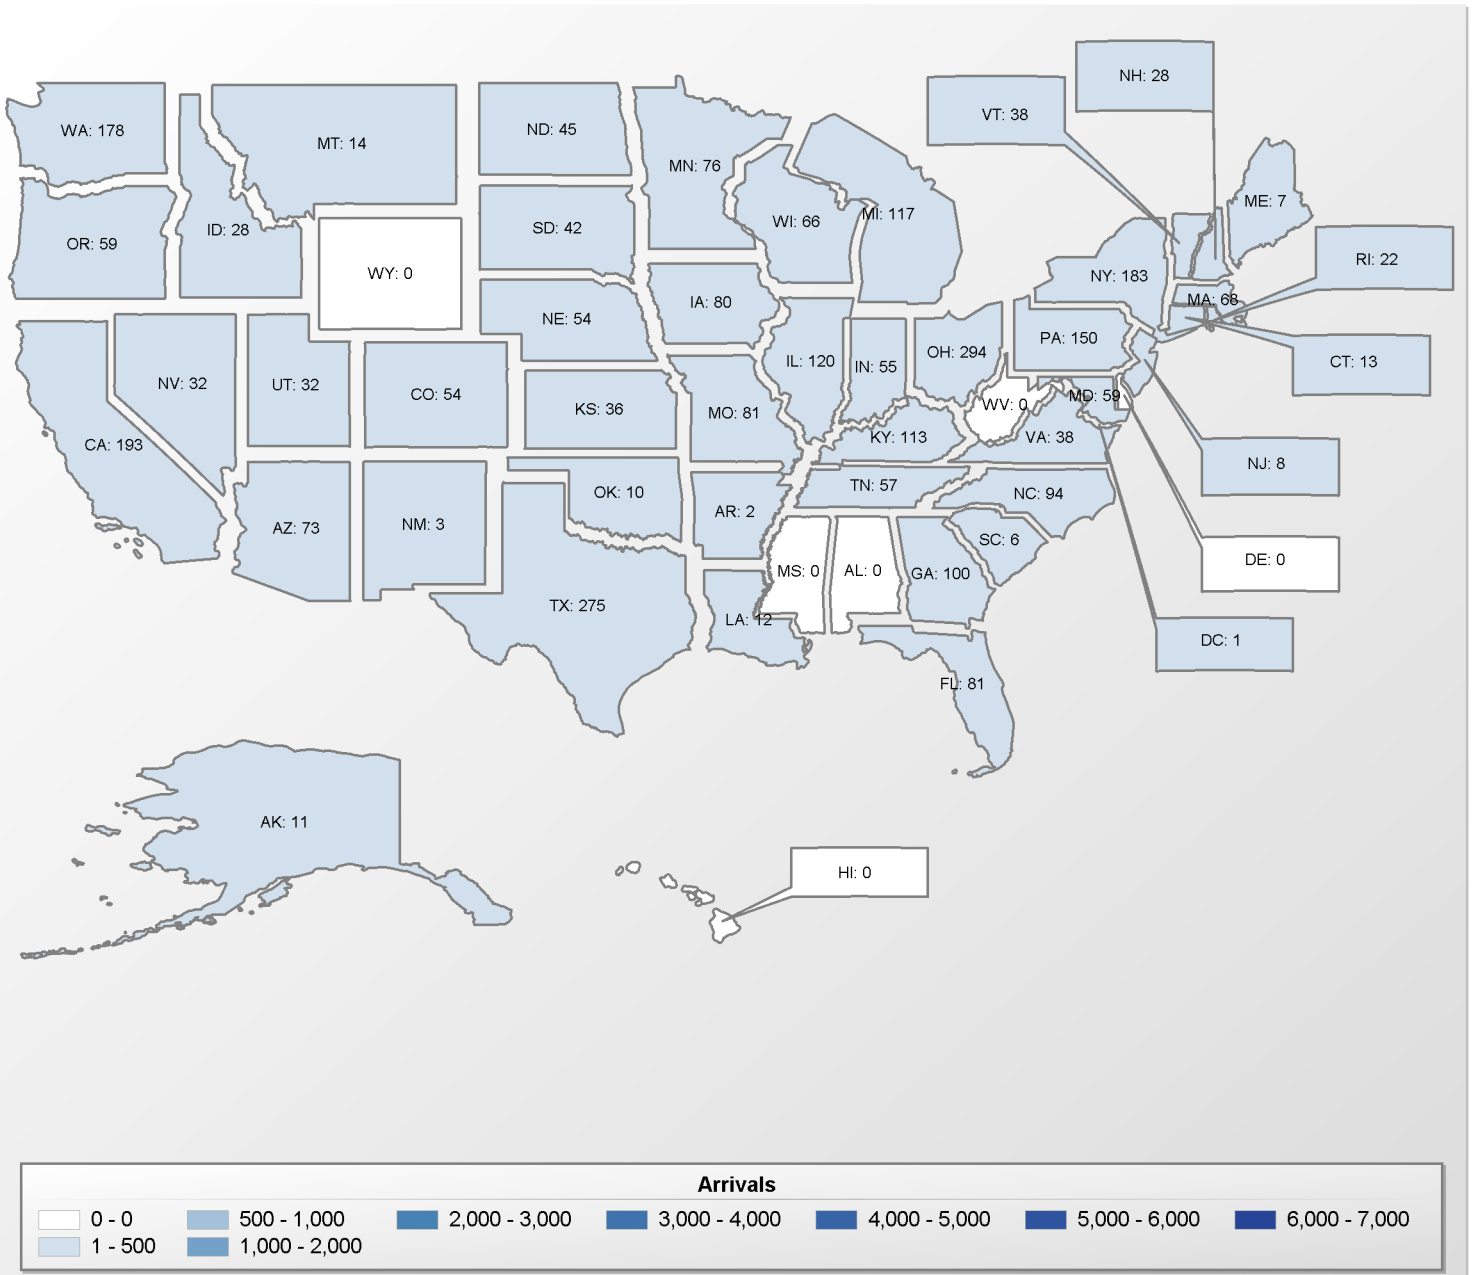 NH: 28
VT: 38
WA: 178
ND: 45
MT: 14
MN: 76
ME: 7
MI: 117
WI: 66
SD: 42
ID: 28
OR: 59
RI: 22
WY: 0
NY: 183
MA: 68
IA: 80
NE: 54
PA: 150
OH: 294
IL: 120
CT: 13
IN: 55
NV: 32
UT: 32
CO: 54
MD: 59
WV: 0
KS: 36
MO: 81
KY: 113
VA: 38
CA: 193
NJ: 8
TN: 57
OK: 10
NC: 94
AR: 2
AZ: 73
NM: 3
SC: 6
DE: 0
MS: 0
AL: 0
GA: 100
TX: 275
LA: 12
DC: 1
FL: 81
AK: 11
HI: 0
Arrivals
0 - 0
500 - 1,000
2,000 - 3,000
3,000 - 4,000
4,000 - 5,000
5,000 - 6,000
6,000 - 7,000
1 - 500
1,000 - 2,000